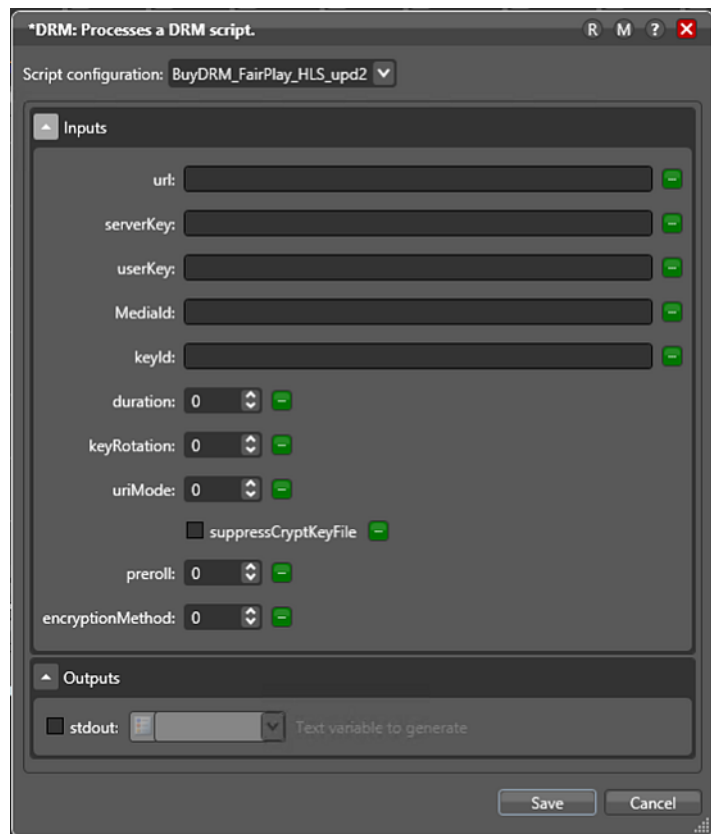 *DRM: Processes a DRM script.
R M ?
Script configuration: BuyDRM_FairPlay_HLS_upd2
Inputs
url:
serverKey:
userKey:
MediaId:
keyId:
duration: 0
keyRotation: 0
uriMode: 0
suppressCryptKeyFile
preroll: 0
encryptionMethod: 0
Outputs
stdout: Text variable to generate
Save Cancel